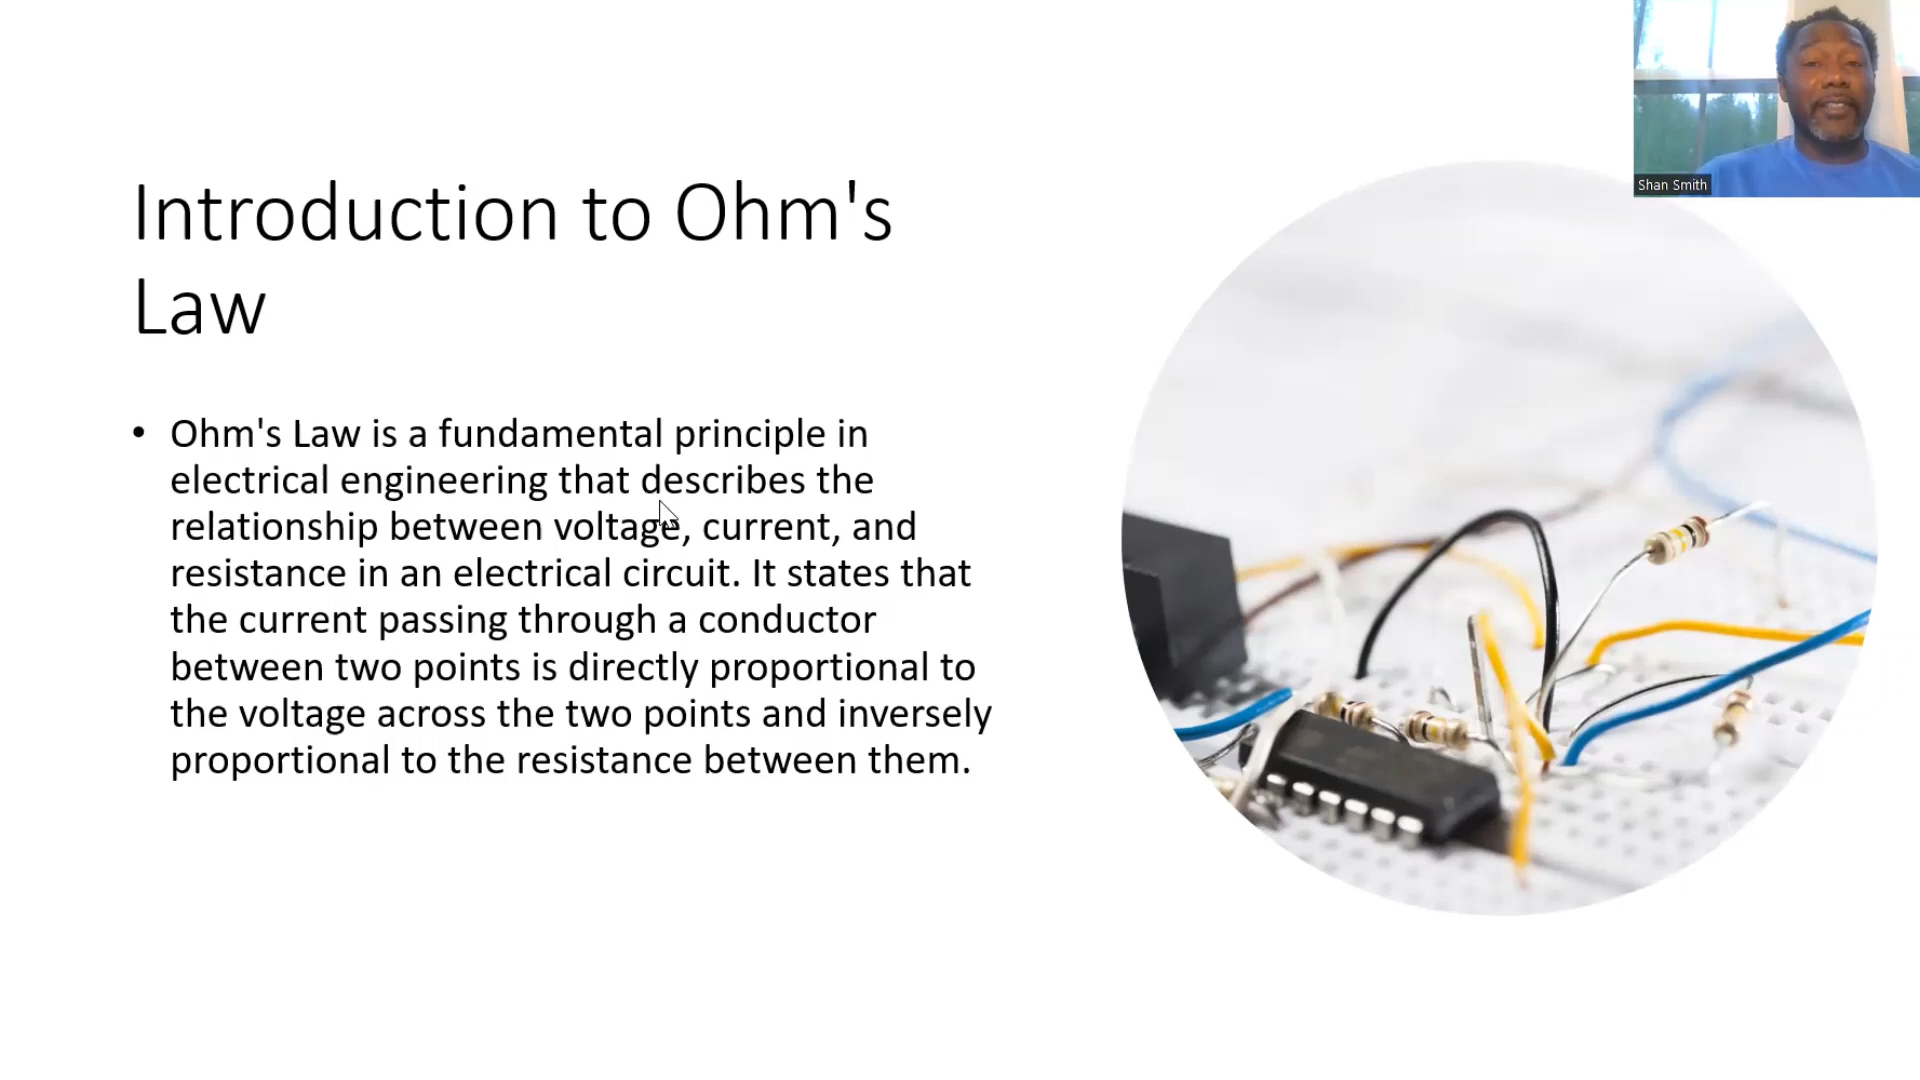 Shan Smith
Introduction to Ohm's
Law
• Ohm's Law is a fundamental principle in
electrical engineering that describes the
relationship between voltage, current, and
resistance in an electrical circuit. It states that
the current passing through a conductor
between two points is directly proportional to
the voltage across the two points and inversely
proportional to the resistance between them.